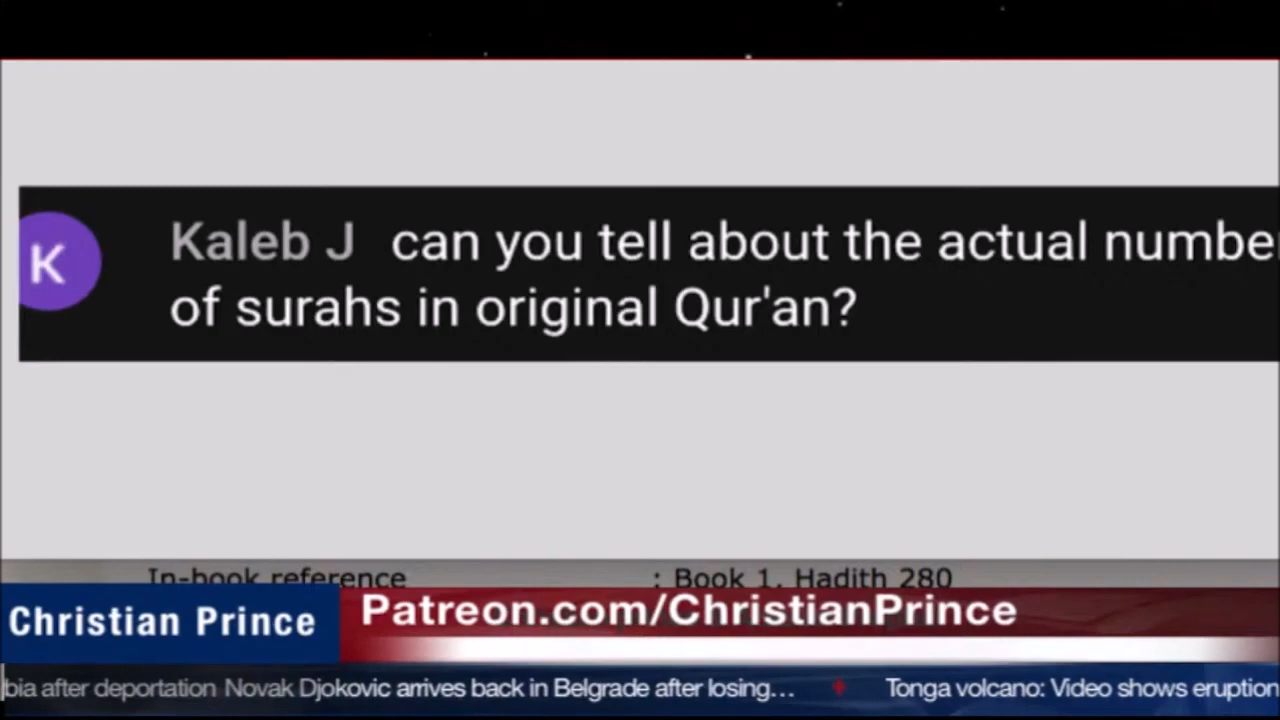 K
Kaleb J can you tell about the actual number
of surahs in original Qur'an?
In-book reference : Book 1, Hadith 280
Christian Prince
Patreon.com/ChristianPrince
bia after deportation Novak Djokovic arrives back in Belgrade after losing... Tonga volcano: Video shows eruption